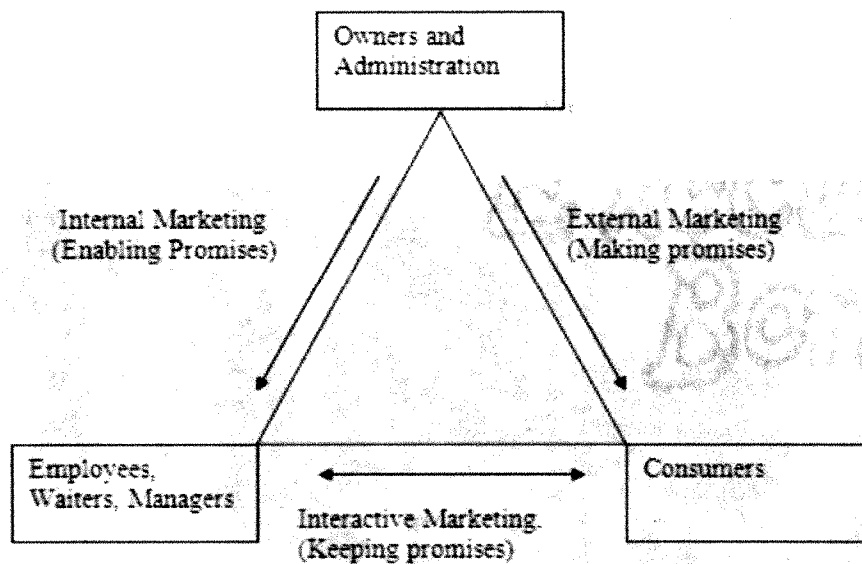 Owners and
Administration
Internal Marketing
(Enabling Promises)
External Marketing
(Making promises)
Employees,
Waiters, Managers
Consumers
Interactive Marketing.
(Keeping promises)